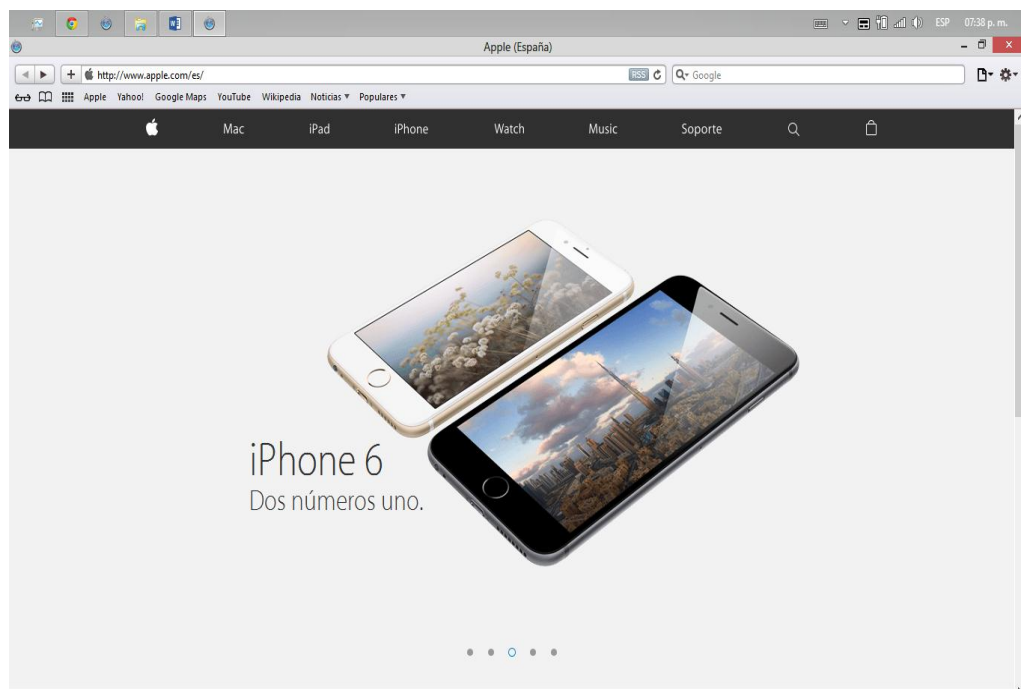 ESP 07:38 p. m.
Apple (España)
http://www.apple.com/es/ RSS Google
Apple Yahoo! Google Maps YouTube Wikipedia Noticias ▼ Populares ▼
Mac iPad iPhone Watch Music Soporte
iPhone 6
Dos números uno.